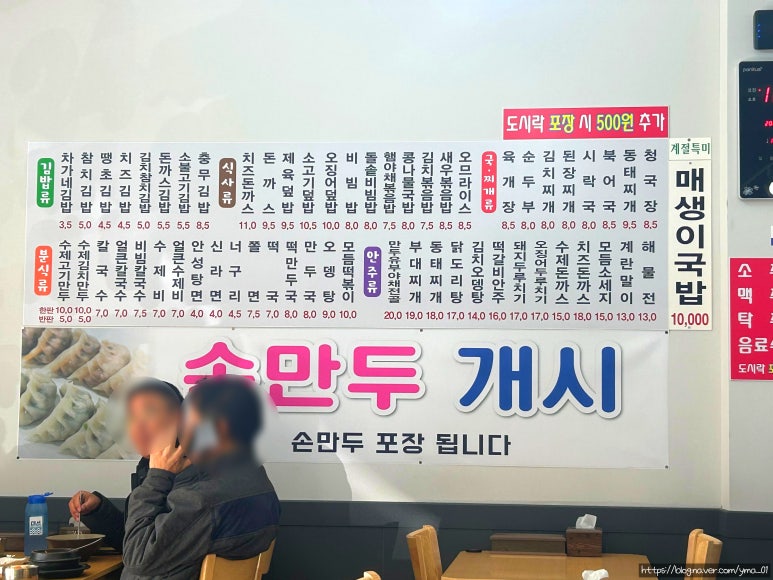 도시락 포장 시 500원 추가
김밥류
차가네김밥 3,5
참치김밥 5,0
땡초김밥 4,5
치즈김밥 4,5
김치참치김밥 5,0
돈까스김밥 5,5
소불고기김밥 5,5
충무김밥 8,5
식사류
치즈돈까스 11,0
돈까스 9,5
제육덮밥 9,5
소고기덮밥 10,5
오징어덮밥 10,0
비빔밥 8,0
돌솥비빔밥 8,5
햄야채볶음밥 7,5
콩나물국밥 8,0
김치볶음밥 7,5
새우볶음밥 8,5
오므라이스 8,5
국·찌개류
육개장 8,5
순두부 8,0
김치찌개 8,0
된장찌개 8,0
시락국 8,0
북어국 8,0
동태찌개 9,5
청국장 8,5
분식류
수제고기만두 한판 10,0 반판 5,0
수제김치만두 10,0 5,0
칼국수 7,0
얼큰칼국수 7,5
비빔칼국수 7,5
수제비 7,0
얼큰수제비 7,5
안성탕면 4,0
신라면 4,0
너구리 4,5
쫄면 7,5
떡국 7,0
떡만두국 8,0
만두국 8,0
오뎅 9,0
모듬떡볶이 10,0
안주류
만두유부야채전골 20,0
부대찌개 19,0
동태찌개 18,0
닭도리탕 17,0
김치오뎅탕 14,0
떡갈비안주 16,0
돼지두루치기 17,0
오징어두루치기 17,0
수제돈까스 15,0
치즈돈까스 18,0
모듬소세지 15,0
계란말이 13,0
해물전 13,0
계절특미
매생이국밥
10,000
손만두 개시
손만두 포장 됩니다
소
맥
탁
음료
도시락
https://blog.naver.com/yma_01